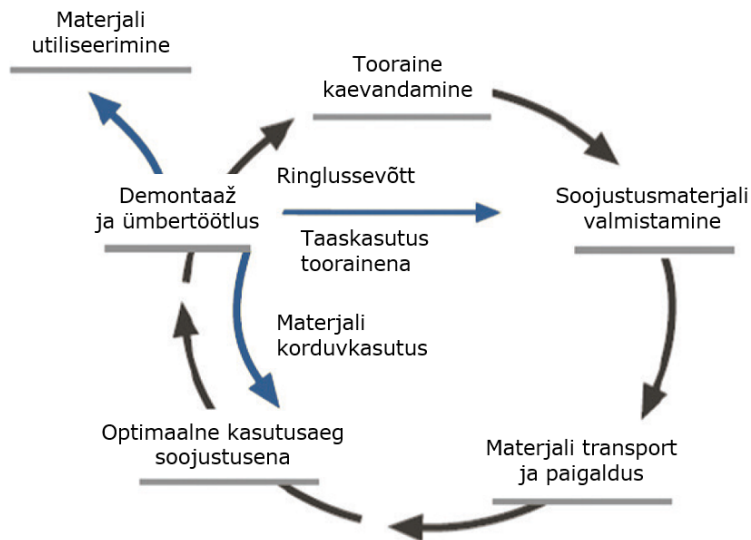 Materjali
utiliseerimine
Tooraine
kaevandamine
Ringlussevõtt
Demontaaž
ja ümbertöötlus
Soojustusmaterjali
valmistamine
Taaskasutus
toorainena
Materjali
korduvkasutus
Optimaalne kasutusaeg
soojustusena
Materjali transport
ja paigaldus